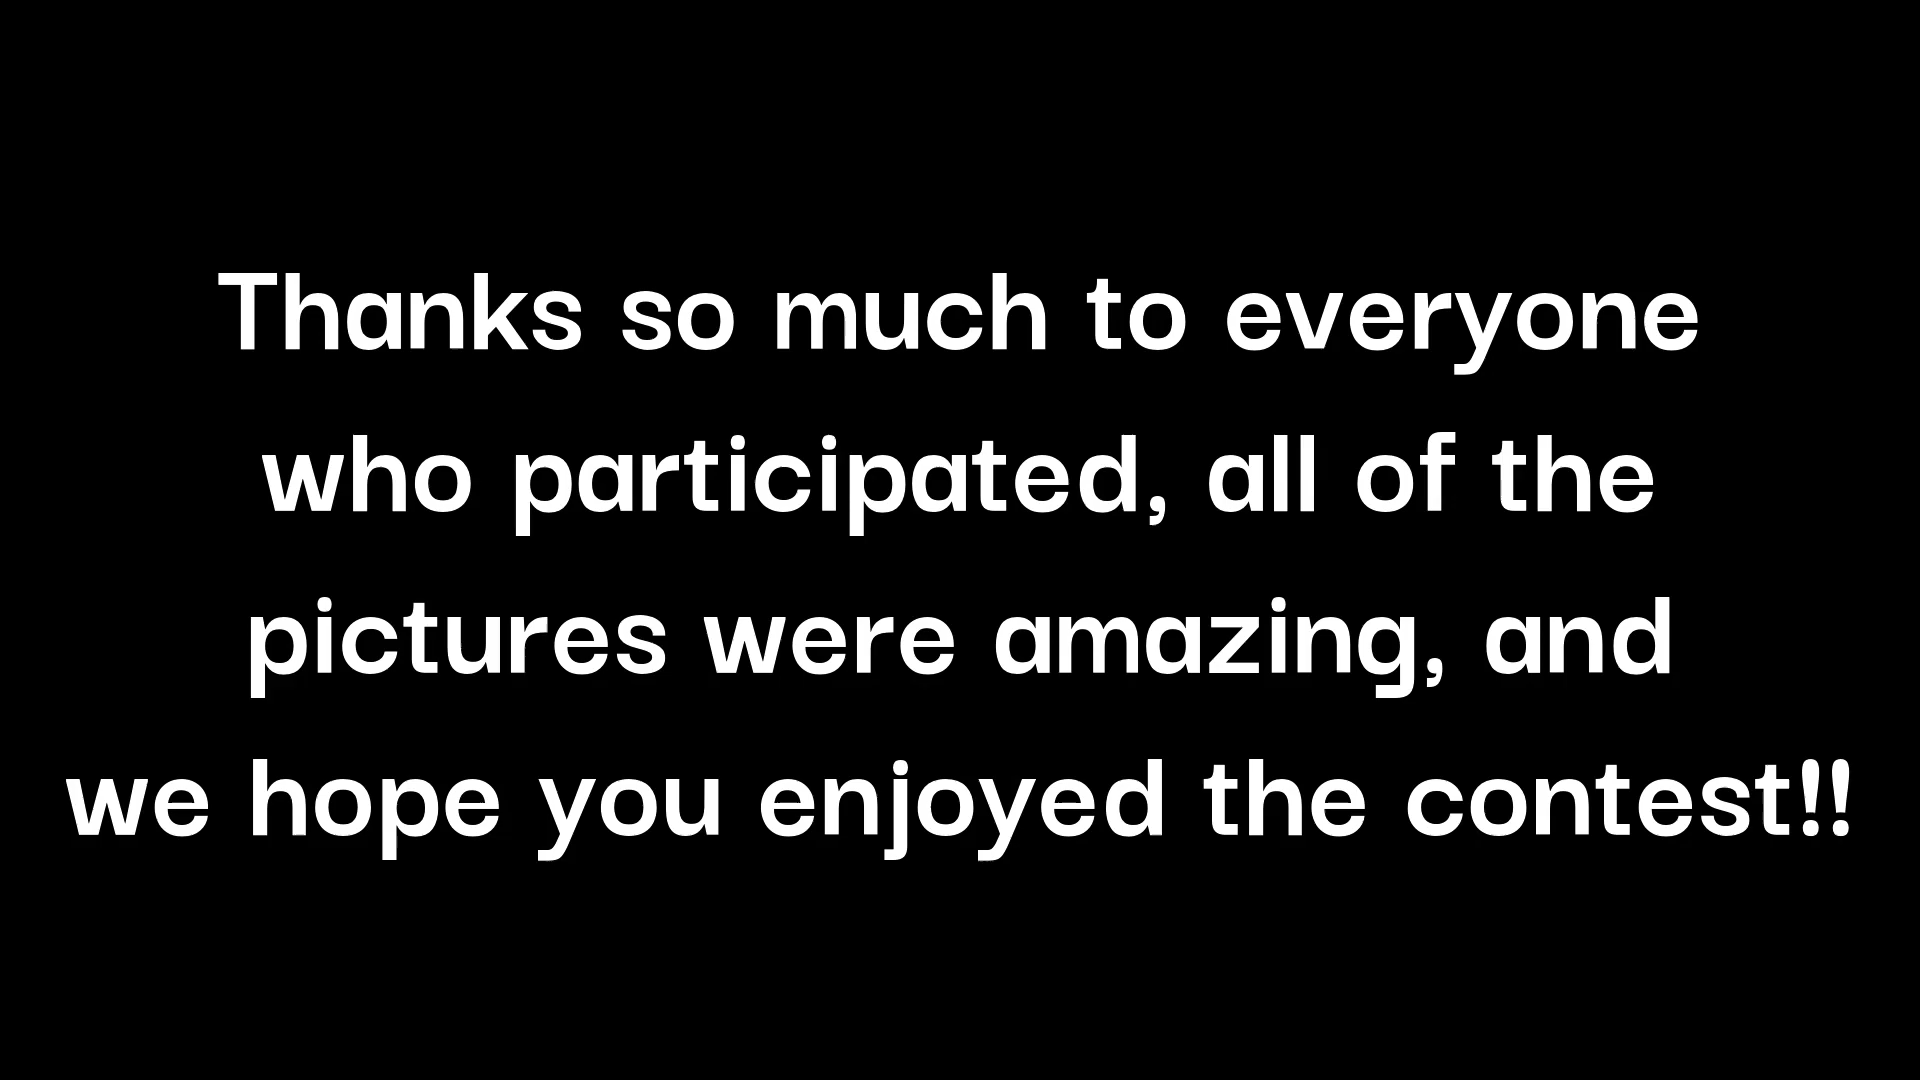 Thanks so much to everyone
who participated, all of the
pictures were amazing, and
we hope you enjoyed the contest!!